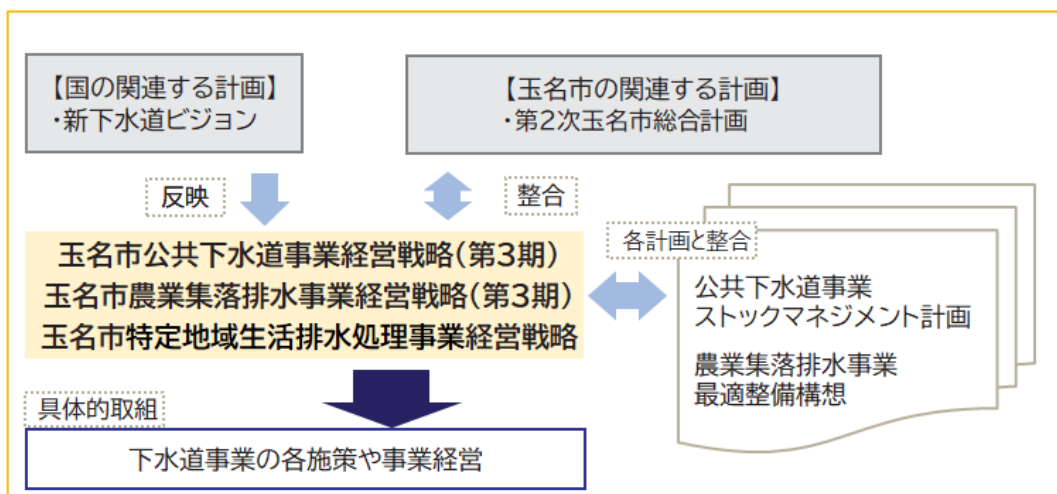 【国の関連する計画】
・新下水道ビジョン
【玉名市の関連する計画】
・第2次玉名市総合計画
反映
整合
各計画と整合
玉名市公共下水道事業経営戦略(第3期)
玉名市農業集落排水事業経営戦略(第3期)
玉名市特定地域生活排水処理事業経営戦略
公共下水道事業
ストックマネジメント計画
農業集落排水事業
最適整備構想
具体的取組
下水道事業の各施策や事業経営